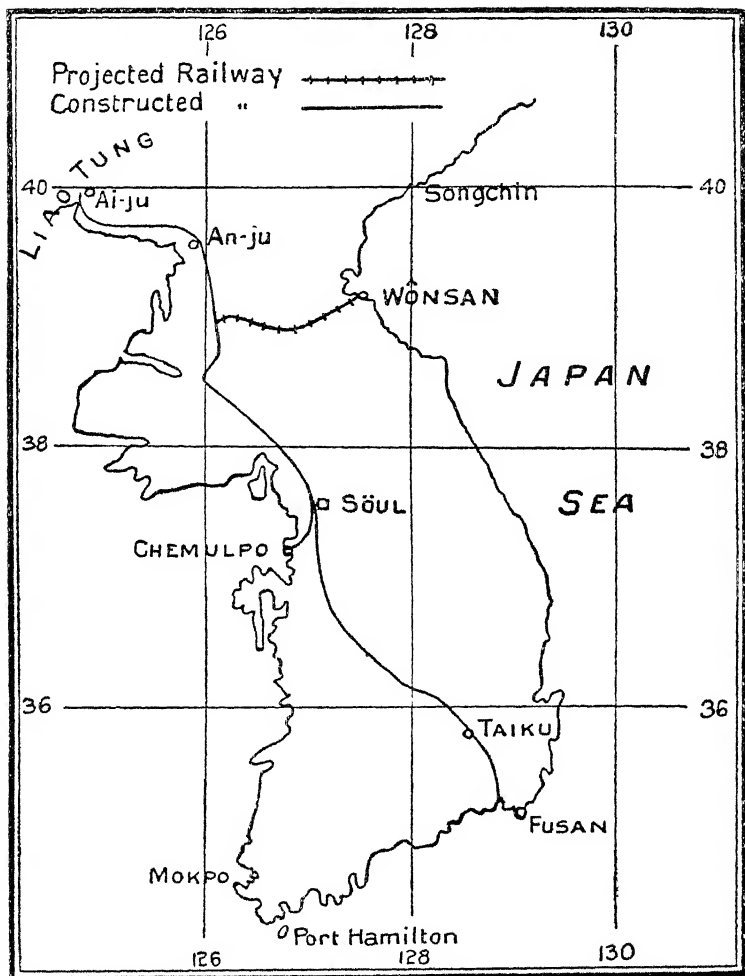 126 128 130
Projected Railway
Constructed "
LIAO TUNG
40 Ai-ju Songchin 40
An-ju
WÔNSAN
JAPAN
38 38
SÖUL SEA
CHEMULPO
36 36
TAIKU
FUSAN
MOKPO
Port Hamilton
126 128 130